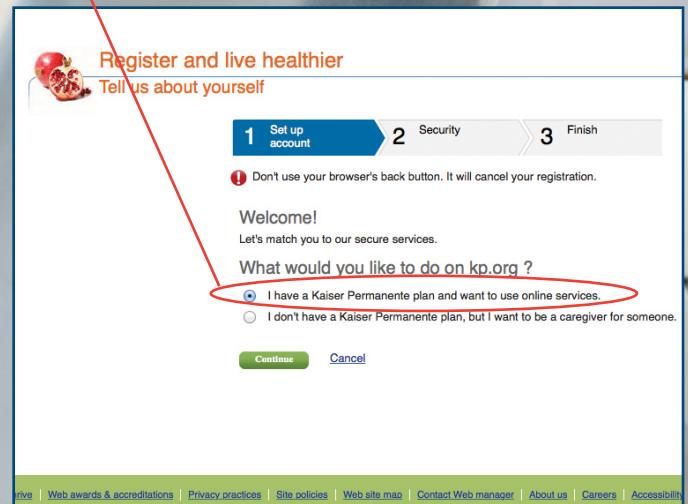 Register and live healthier
Tell us about yourself
1 Set up account
2 Security
3 Finish
Don't use your browser's back button. It will cancel your registration.
Welcome!
Let's match you to our secure services.
What would you like to do on kp.org ?
I have a Kaiser Permanente plan and want to use online services.
I don't have a Kaiser Permanente plan, but I want to be a caregiver for someone.
Continue Cancel
Web awards & accreditations | Privacy practices | Site policies | Web site map | Contact Web manager | About us | Careers | Accessibility